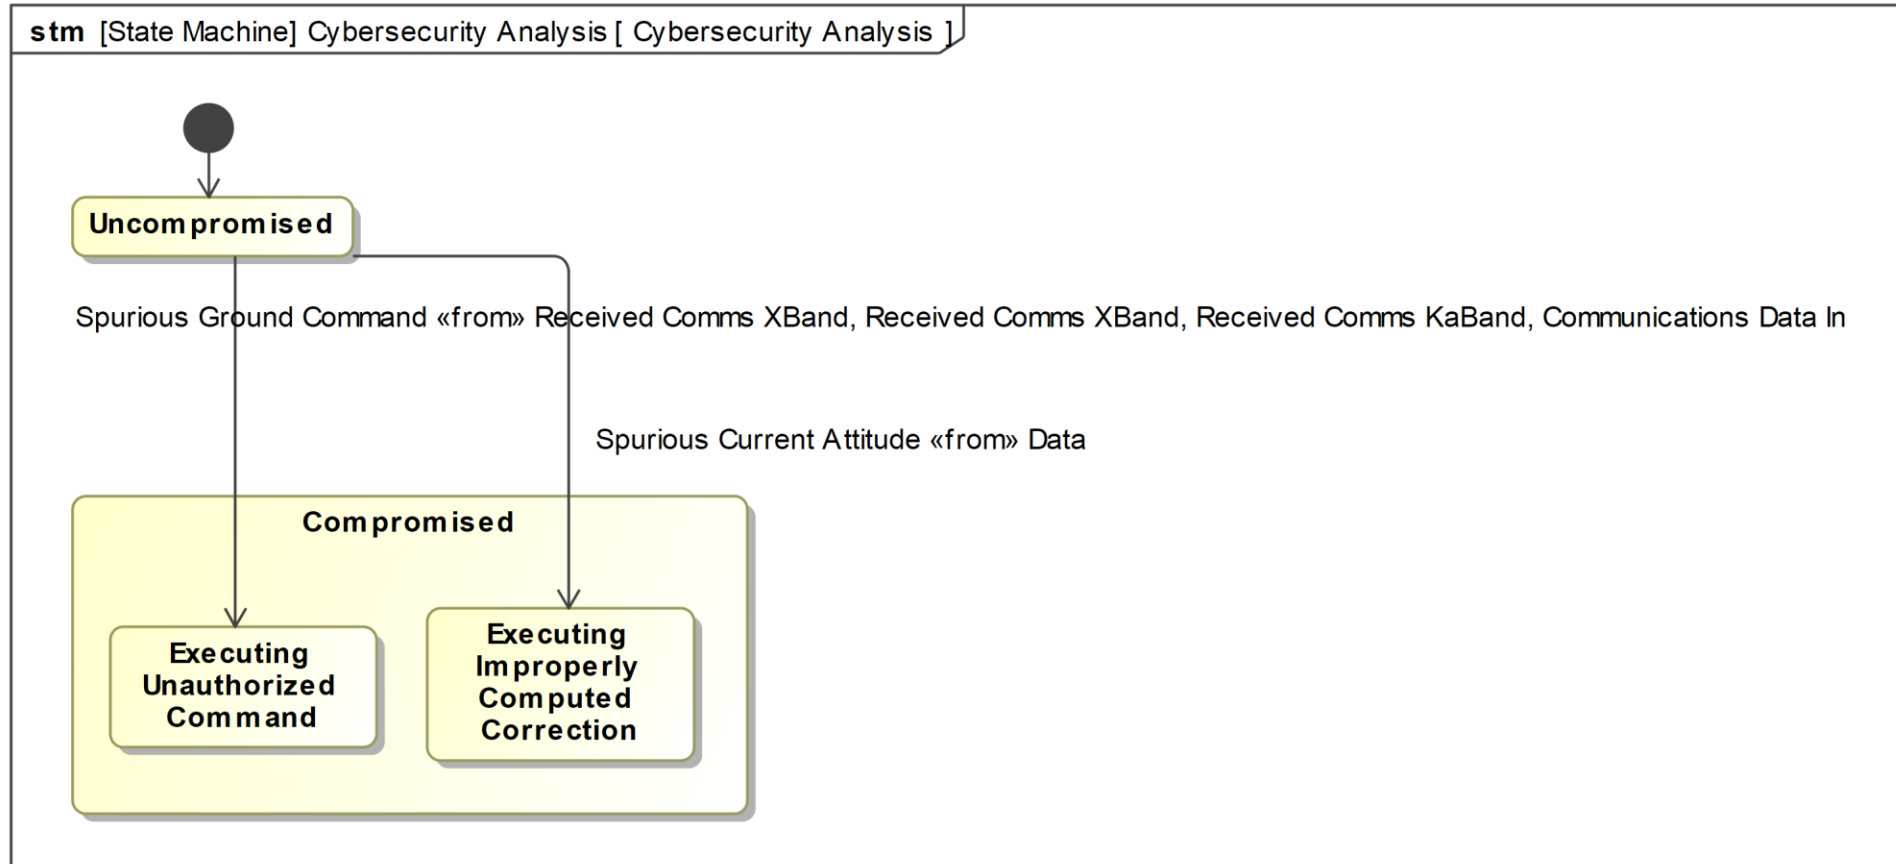 stm [State Machine] Cybersecurity Analysis [ Cybersecurity Analysis ]
Uncompromised
Spurious Ground Command «from» Received Comms XBand, Received Comms XBand, Received Comms KaBand, Communications Data In
Spurious Current Attitude «from» Data
Compromised
Executing
Unauthorized
Command
Executing
Improperly
Computed
Correction